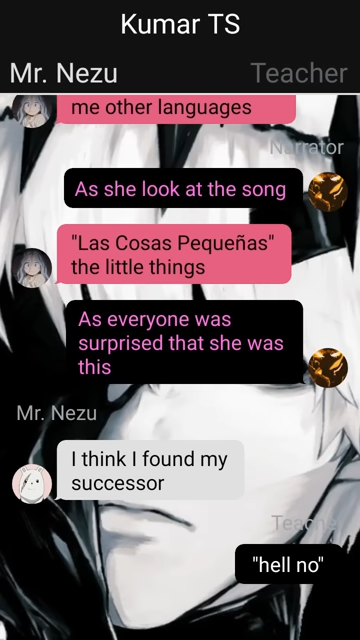 Kumar TS
Mr. Nezu
Teacher
me other languages
Narrator
As she look at the song
"Las Cosas Pequeñas"
the little things
As everyone was
surprised that she was
this
Mr. Nezu
I think I found my
successor
Teacher
"hell no"